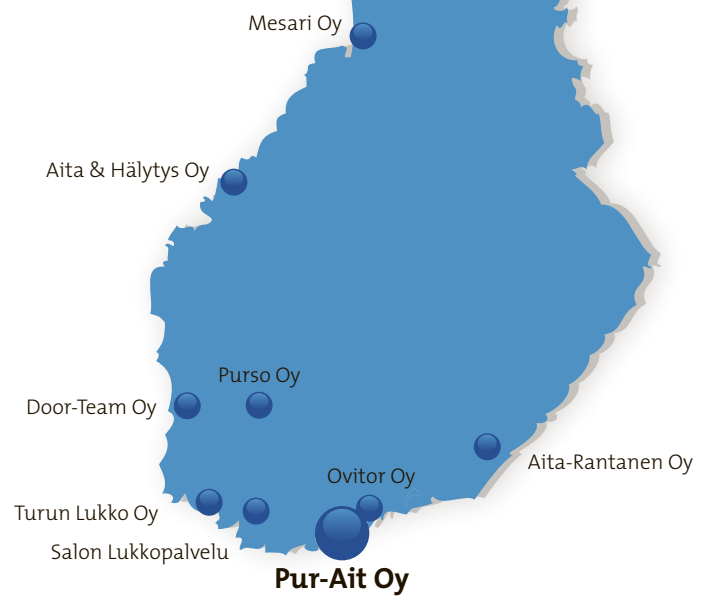 Mesari Oy
Aita & Hälytys Oy
Purso Oy
Door-Team Oy
Aita-Rantanen Oy
Ovitor Oy
Turun Lukko Oy
Salon Lukkopalvelu
Pur-Ait Oy